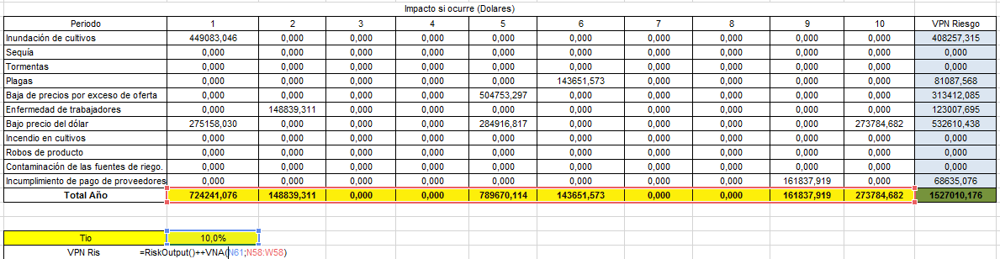 Impacto si ocurre (Dolares)
Periodo 1 2 3 4 5 6 7 8 9 10 VPN Riesgo
Inundación de cultivos 449083,046 0,000 0,000 0,000 0,000 0,000 0,000 0,000 0,000 0,000 408257,315
Sequía 0,000 0,000 0,000 0,000 0,000 0,000 0,000 0,000 0,000 0,000 0,000
Tormentas 0,000 0,000 0,000 0,000 0,000 0,000 0,000 0,000 0,000 0,000 0,000
Plagas 0,000 0,000 0,000 0,000 0,000 143651,573 0,000 0,000 0,000 0,000 81087,568
Baja de precios por exceso de oferta 0,000 0,000 0,000 0,000 504753,297 0,000 0,000 0,000 0,000 0,000 313412,085
Enfermedad de trabajadores 0,000 148839,311 0,000 0,000 0,000 0,000 0,000 0,000 0,000 0,000 123007,695
Bajo precio del dólar 275158,030 0,000 0,000 0,000 284916,817 0,000 0,000 0,000 0,000 273784,682 532610,438
Incendio en cultivos 0,000 0,000 0,000 0,000 0,000 0,000 0,000 0,000 0,000 0,000 0,000
Robos de producto 0,000 0,000 0,000 0,000 0,000 0,000 0,000 0,000 0,000 0,000 0,000
Contaminación de las fuentes de riego. 0,000 0,000 0,000 0,000 0,000 0,000 0,000 0,000 0,000 0,000 0,000
Incumplimiento de pago de proveedores 0,000 0,000 0,000 0,000 0,000 0,000 0,000 0,000 161837,919 0,000 68635,076
Total Año 724241,076 148839,311 0,000 0,000 789670,114 143651,573 0,000 0,000 161837,919 273784,682 1527010,176
Tio 10,0%
VPN Ris =RiskOutput()++VNA(N61;N58:W58)